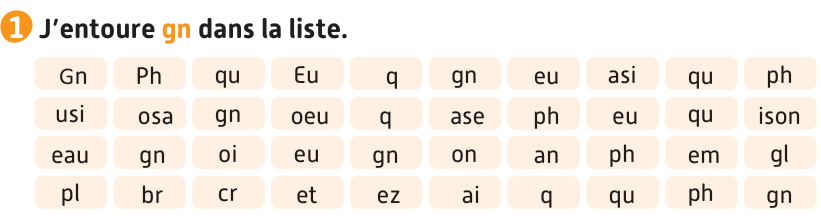 1 J'entoure gn dans la liste.
Gn Ph qu Eu q gn eu asi qu ph
usi osa gn oeu q ase ph eu qu ison
eau gn oi eu gn on an ph em gl
pl br cr et ez ai q qu ph gn